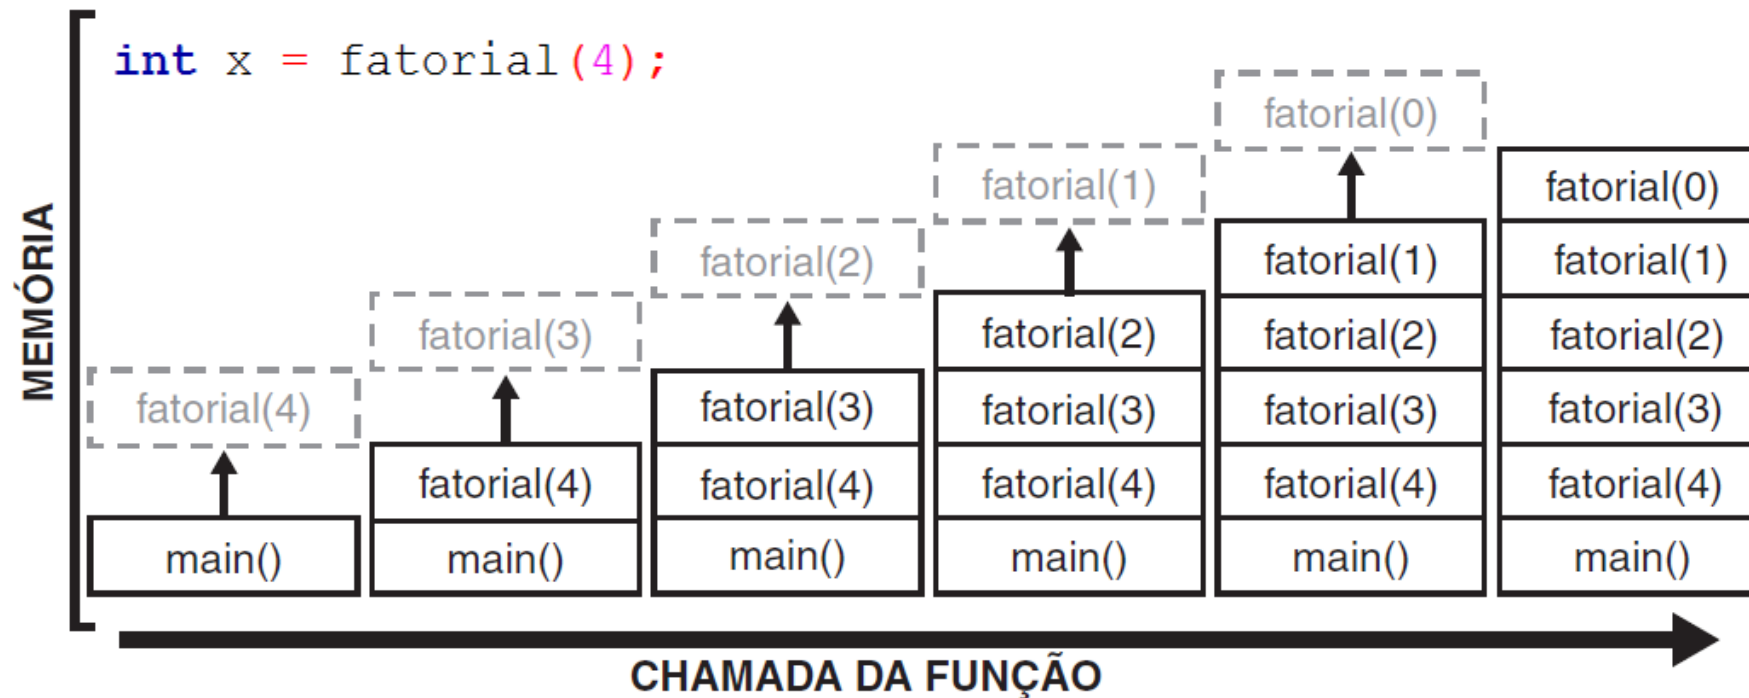 int x = fatorial(4);
MEMÓRIA
fatorial(4)
main()
fatorial(3)
fatorial(4)
main()
fatorial(2)
fatorial(3)
fatorial(4)
main()
fatorial(1)
fatorial(2)
fatorial(3)
fatorial(4)
main()
fatorial(0)
fatorial(1)
fatorial(2)
fatorial(3)
fatorial(4)
main()
fatorial(0)
fatorial(1)
fatorial(2)
fatorial(3)
fatorial(4)
main()
CHAMADA DA FUNÇÃO